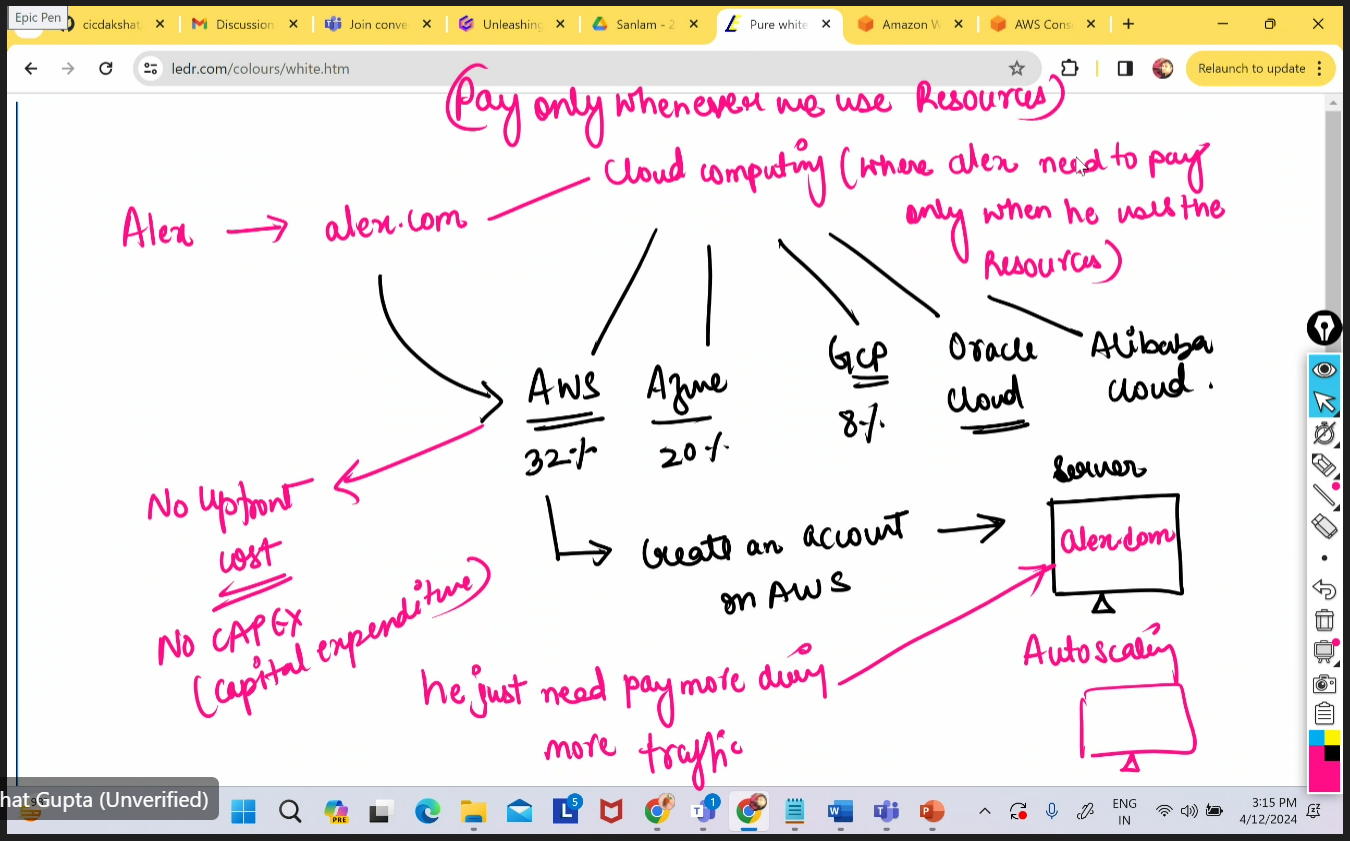 Epic Pen
cicdakshat
Discussion
Join conve
Unleashing
Sanlam - 2
Pure white
Amazon W
AWS Cons
ledr.com/colours/white.htm
Relaunch to update
(Pay only whenever we use Resources)
Cloud computing (where alex need to pay
only when he uses the
Resources)
Alex → alex.com
AWS
32%
Azure
20%
GCP
8%
Oracle
Cloud
Alibaba
Cloud.
No Upfront
cost
No CAPEX
(capital expenditure)
Create an account
on AWS
Server
alex.com
Autoscaling
he just need pay more during
more traffic
hat Gupta (Unverified)
PRE
5
1
ENG
IN
3:15 PM
4/12/2024